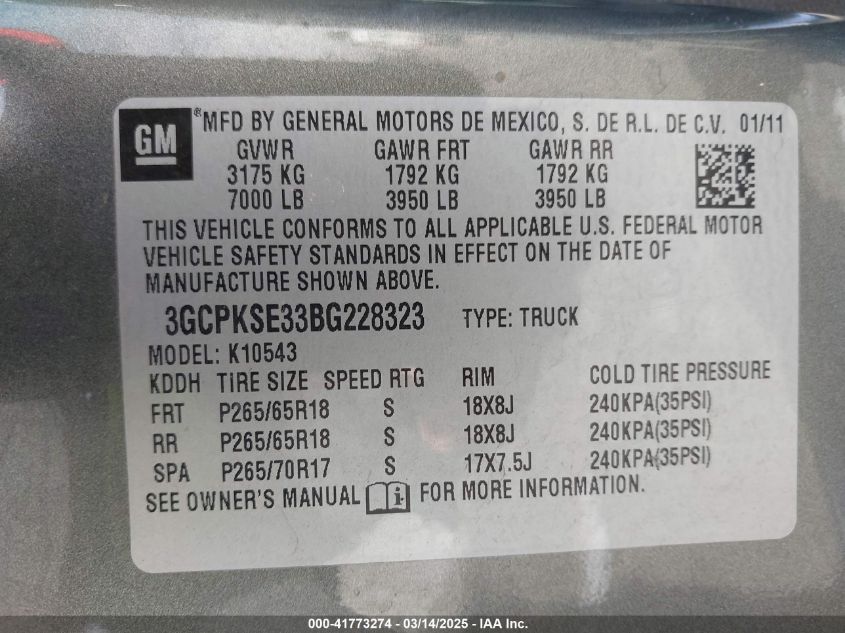 GM ® MFD BY GENERAL MOTORS DE MEXICO, S. DE R.L. DE C.V. 01/11
GVWR GAWR FRT GAWR RR
3175 KG 1792 KG 1792 KG
7000 LB 3950 LB 3950 LB
THIS VEHICLE CONFORMS TO ALL APPLICABLE U.S. FEDERAL MOTOR
VEHICLE SAFETY STANDARDS IN EFFECT ON THE DATE OF
MANUFACTURE SHOWN ABOVE.
3GCPKSE33BG228323 TYPE: TRUCK
MODEL: K10543
KDDH TIRE SIZE SPEED RTG RIM COLD TIRE PRESSURE
FRT P265/65R18 S 18X8J 240KPA(35PSI)
RR P265/65R18 S 18X8J 240KPA(35PSI)
SPA P265/70R17 S 17X7.5J 240KPA(35PSI)
SEE OWNER'S MANUAL i FOR MORE INFORMATION.
000-41773274 - 03/14/2025 - IAA Inc.